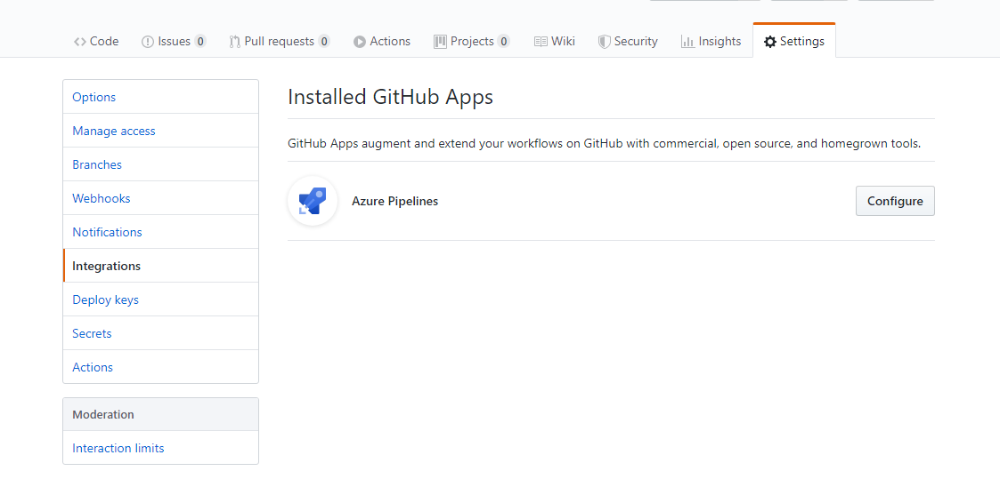 Code Issues 0 Pull requests 0 Actions Projects 0 Wiki Security Insights Settings
Options
Manage access
Branches
Webhooks
Notifications
Integrations
Deploy keys
Secrets
Actions
Moderation
Interaction limits
Installed GitHub Apps
GitHub Apps augment and extend your workflows on GitHub with commercial, open source, and homegrown tools.
Azure Pipelines Configure